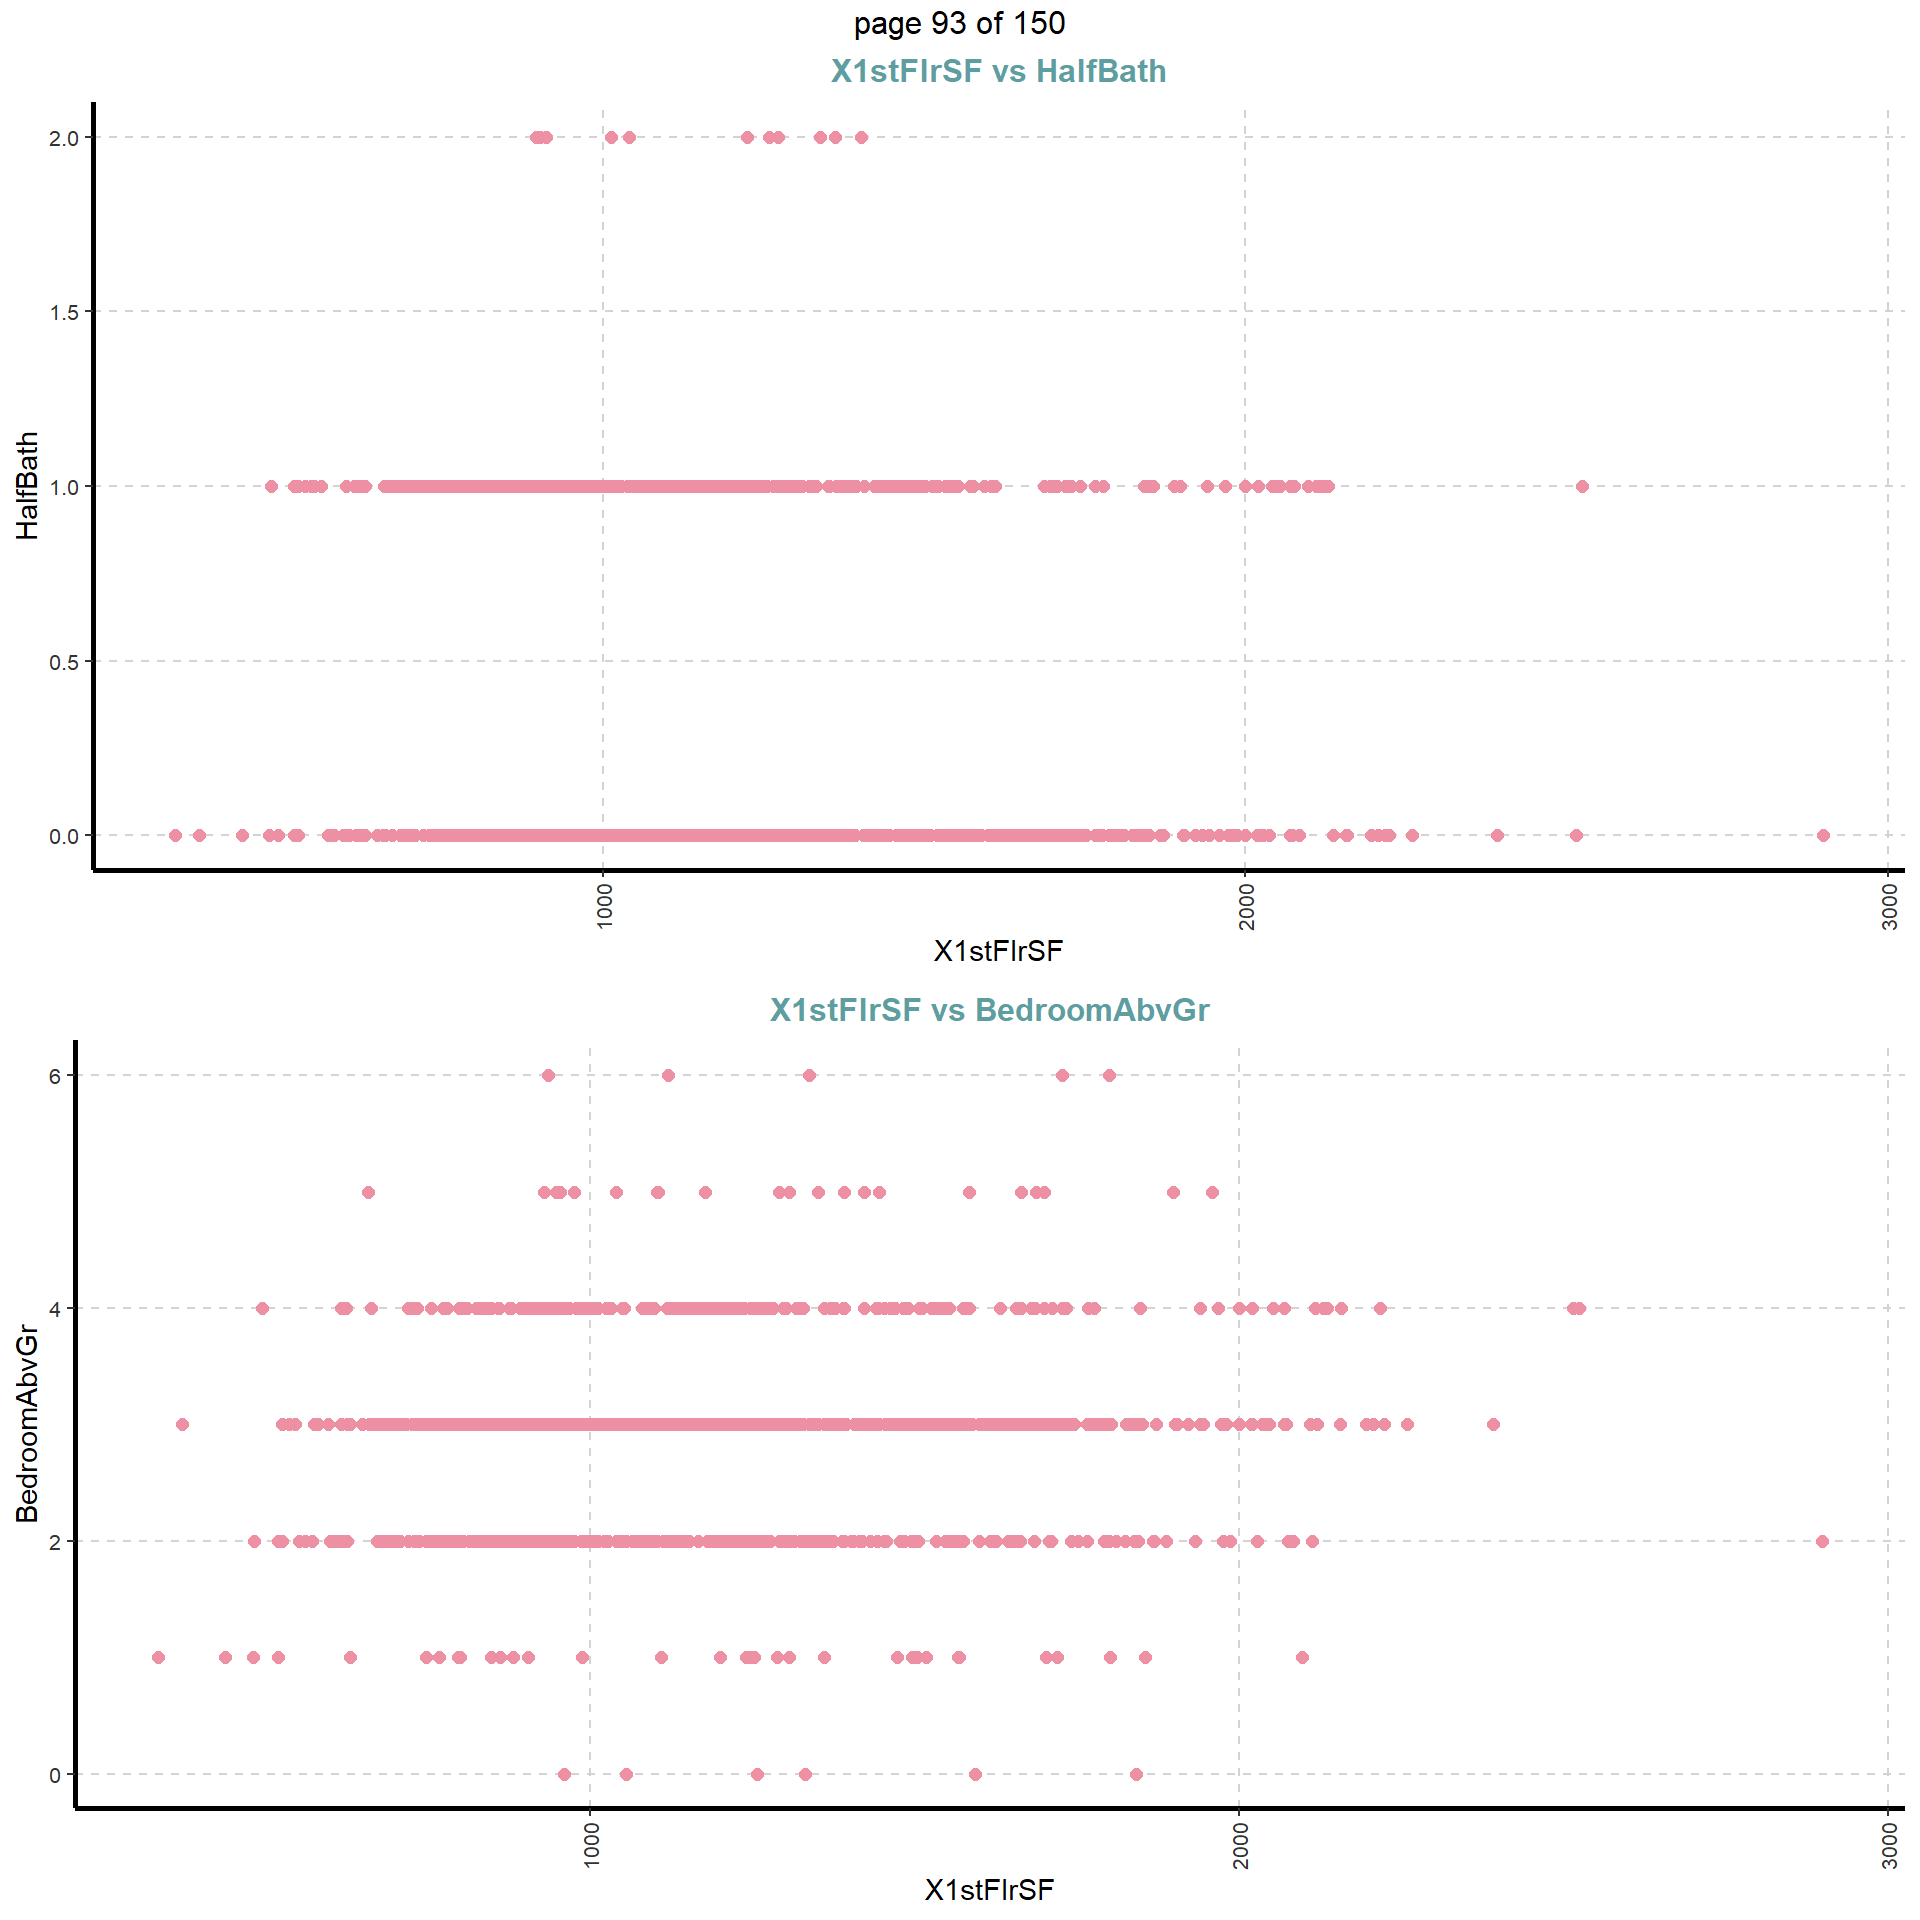 page 93 of 150
X1stFlrSF vs HalfBath
2.0
1.5
1.0
0.5
0.0
HalfBath
1000
2000
3000
X1stFlrSF
X1stFlrSF vs BedroomAbvGr
6
4
2
0
BedroomAbvGr
1000
2000
3000
X1stFlrSF